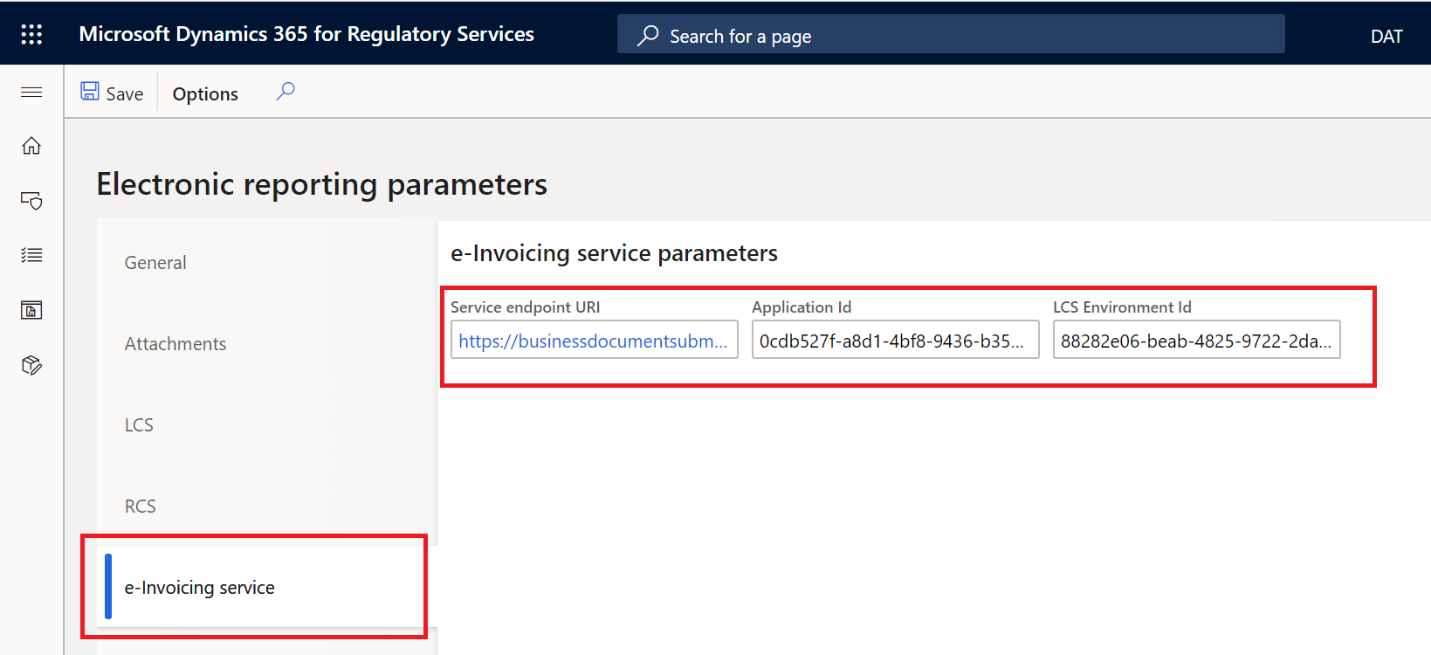 Microsoft Dynamics 365 for Regulatory Services
Search for a page
DAT
Save
Options
Electronic reporting parameters
General
Attachments
LCS
RCS
e-Invoicing service
e-Invoicing service parameters
Service endpoint URI Application Id LCS Environment Id
https://businessdocumentsubm... 0cdb527f-a8d1-4bf8-9436-b35... 88282e06-beab-4825-9722-2da...